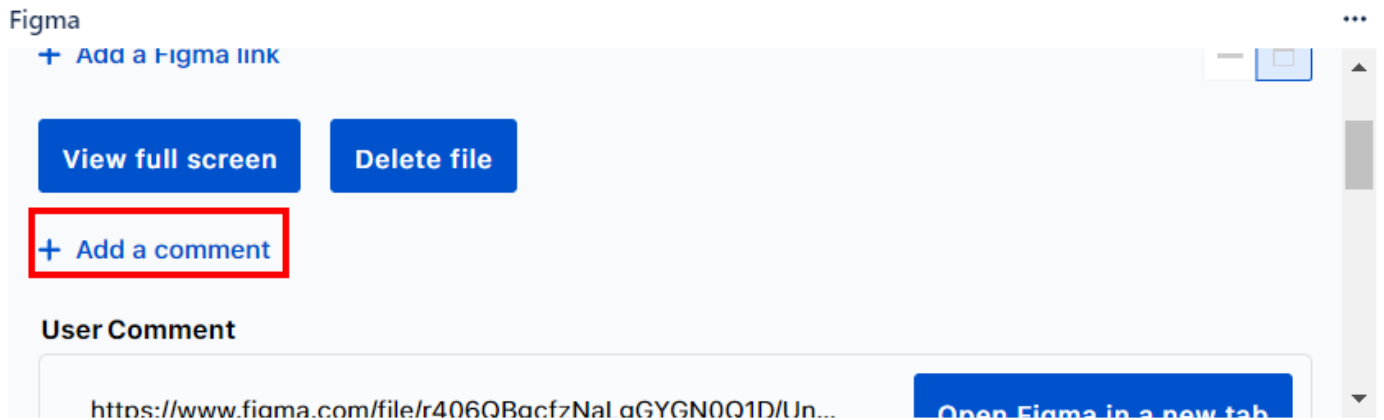 Figma
+ Add a Figma link
View full screen
Delete file
+ Add a comment
User Comment
https://www.figma.com/file/r406QBgcfzNaLgGYGN0Q1D/Un...
Open Figma in a new tab